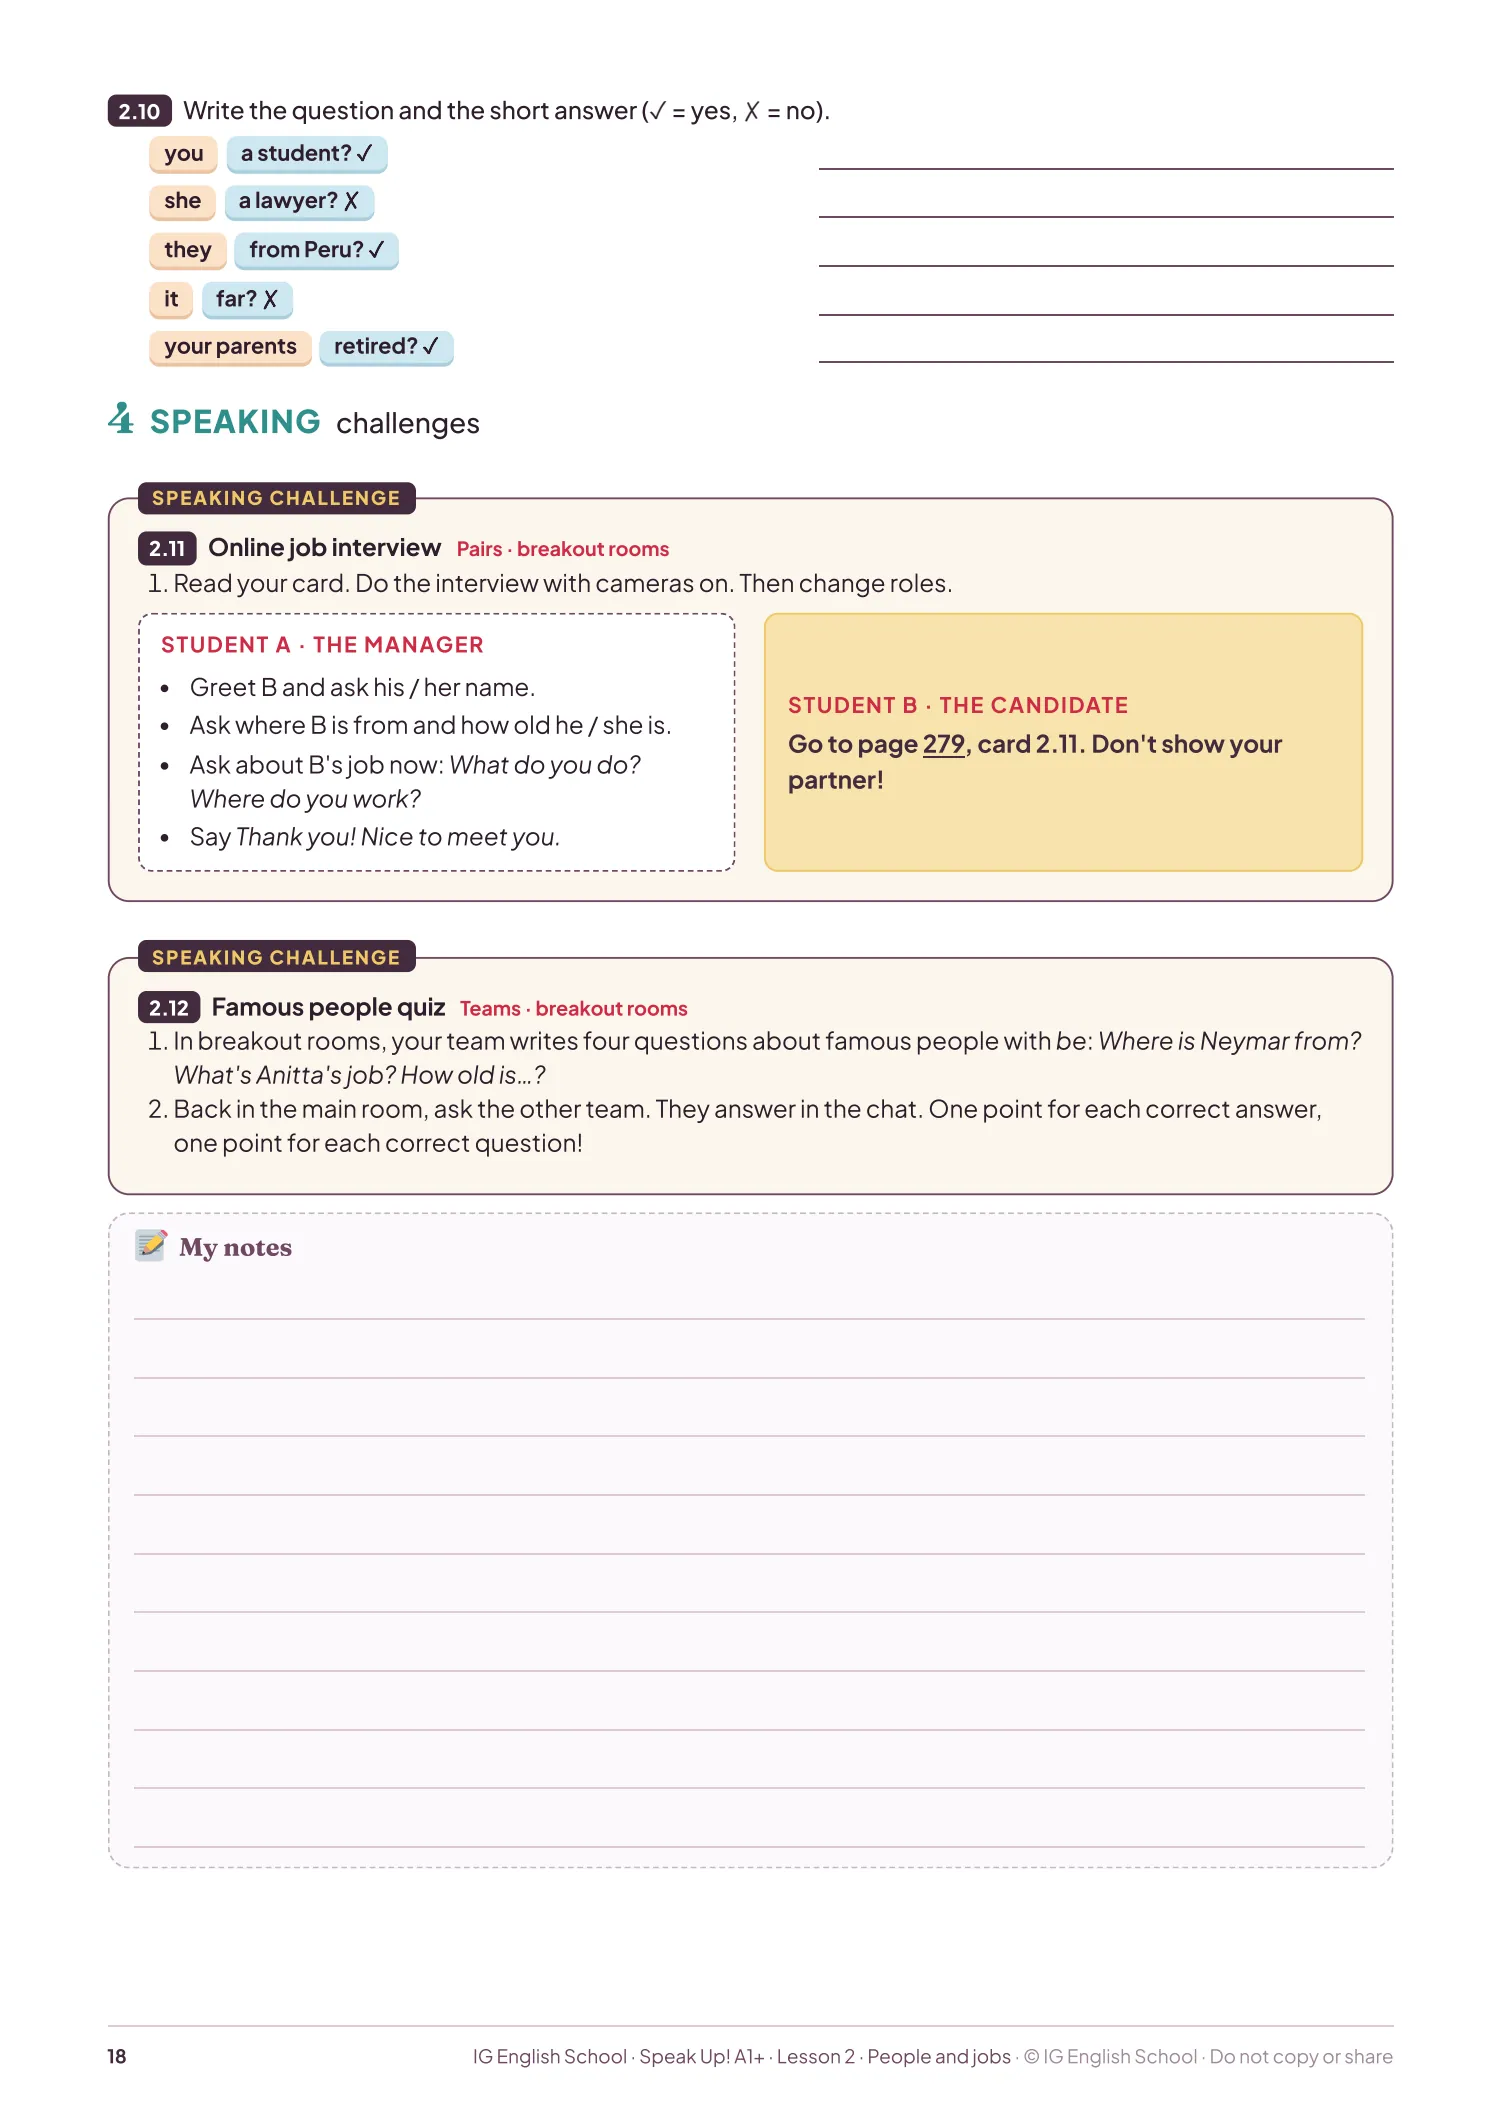 2.10 Write the question and the short answer (✓ = yes, ✗ = no).
you a student? ✓
she a lawyer? ✗
they from Peru? ✓
it far? ✗
your parents retired? ✓
4 SPEAKING challenges
SPEAKING CHALLENGE
2.11 Online job interview Pairs · breakout rooms
1. Read your card. Do the interview with cameras on. Then change roles.
STUDENT A · THE MANAGER
• Greet B and ask his / her name.
• Ask where B is from and how old he / she is.
• Ask about B's job now: What do you do?
Where do you work?
• Say Thank you! Nice to meet you.
STUDENT B · THE CANDIDATE
Go to page 279, card 2.11. Don't show your
partner!
SPEAKING CHALLENGE
2.12 Famous people quiz Teams · breakout rooms
1. In breakout rooms, your team writes four questions about famous people with be: Where is Neymar from?
What's Anitta's job? How old is…?
2. Back in the main room, ask the other team. They answer in the chat. One point for each correct answer,
one point for each correct question!
My notes
18 IG English School · Speak Up! A1+ · Lesson 2 · People and jobs · © IG English School · Do not copy or share